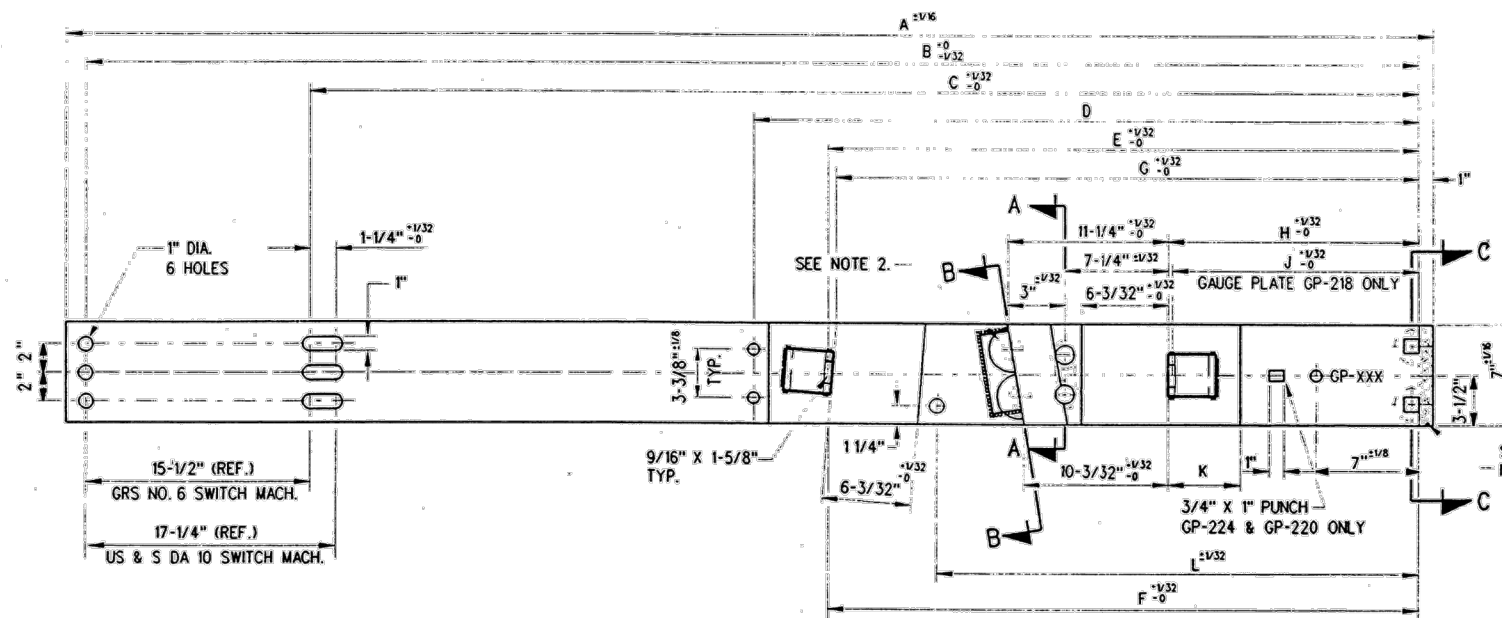 A ±1/16
B +0 -1/32
C +1/32 -0
D
E +1/32 -0
G +1/32 -0
1"
A
11-1/4" +1/32 -0
H +1/32 -0
C
1" DIA.
6 HOLES
1-1/4" +1/32 -0
SEE NOTE 2.
B
7-1/4" ±1/32
J +1/32 -0
1"
3" ±1/32
6-3/32" +1/32 -0
GAUGE PLATE GP-218 ONLY
2" 2"
3-3/8" ±1/8
TYP.
GP-XXX
7" ±1/16
3-1/2"
9/16" X 1-5/8"
TYP.
1 1/4"
A
15-1/2" (REF.)
GRS NO. 6 SWITCH MACH.
6-3/32" +1/32 -0
10-3/32" +1/32 -0
K
1"
7" ±1/8
3/4" X 1" PUNCH
GP-224 & GP-220 ONLY
C
17-1/4" (REF.)
US & S DA 10 SWITCH MACH.
B
L ±1/32
F +1/32 -0